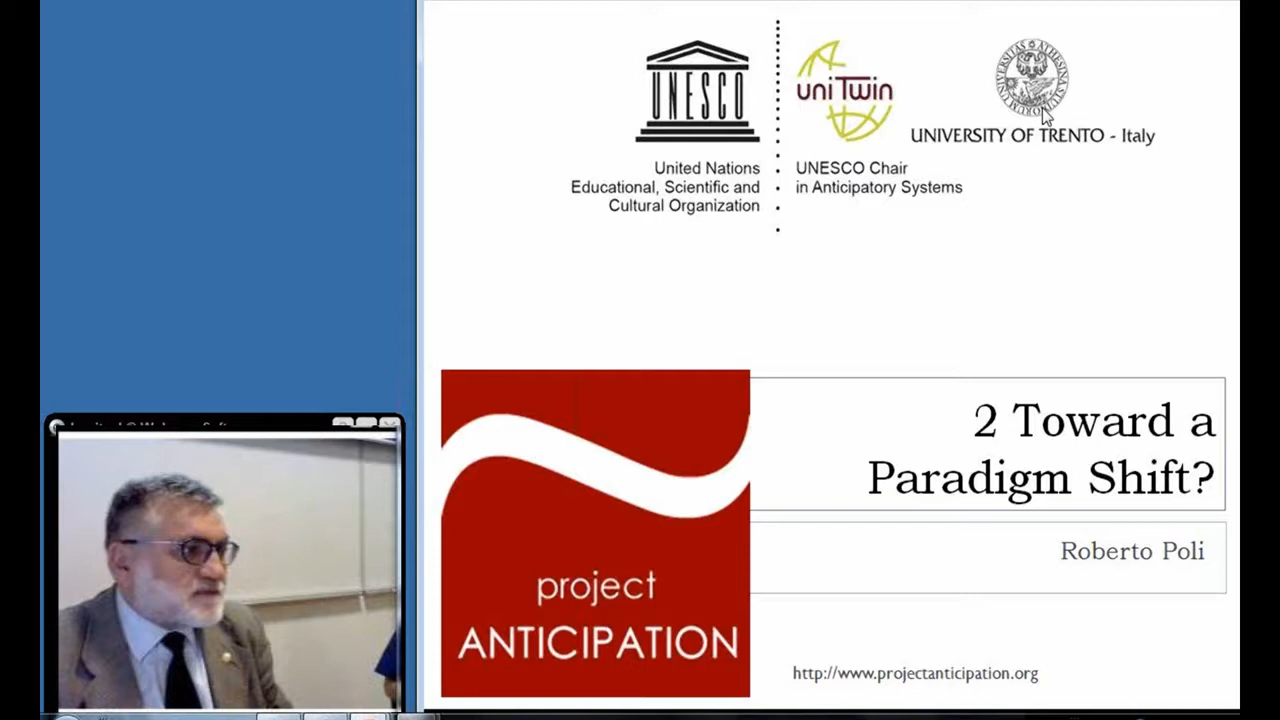 UNESCO
United Nations
Educational, Scientific and
Cultural Organization
uniTwin
UNESCO Chair
in Anticipatory Systems
UNIVERSITY OF TRENTO - Italy
2 Toward a
Paradigm Shift?
Roberto Poli
project
ANTICIPATION
http://www.projectanticipation.org